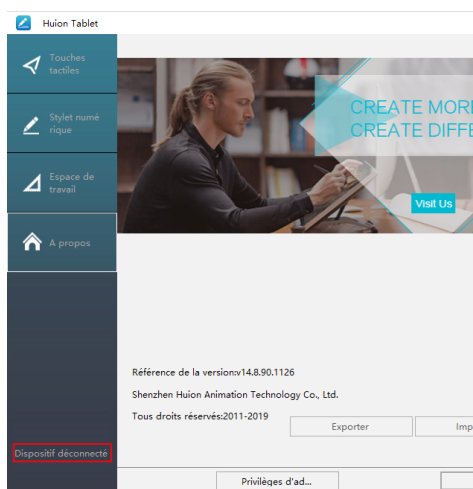 Huion Tablet
Touches
tactiles
CREATE MORE
CREATE DIFFE
Stylet numé
rique
Espace de
travail
Visit Us
A propos
Référence de la version:v14.8.90.1126
Shenzhen Huion Animation Technology Co., Ltd.
Tous droits réservés:2011-2019
Exporter
Imp
Dispositif déconnecté
Privilèges d'ad...